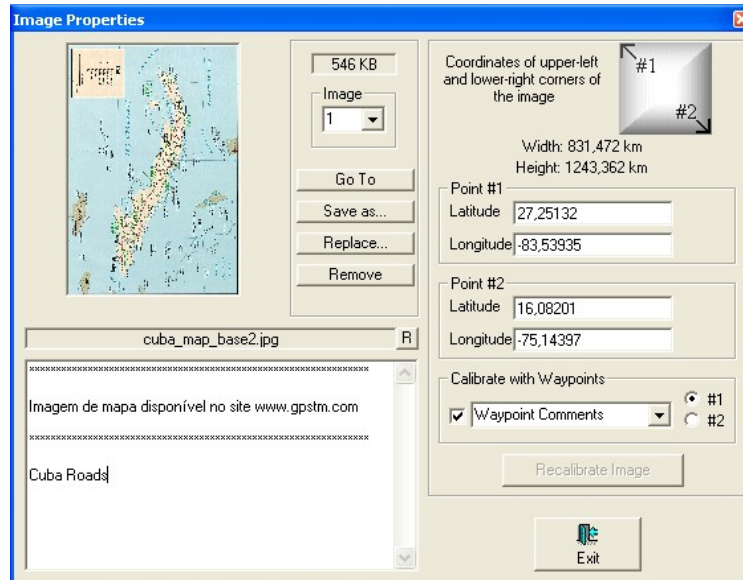 Image Properties
546 KB
Image
1
Go To
Save as...
Replace...
Remove
cuba_map_base2.jpg
R
xxxxxxxxxxxxxxxxxxxxxxxxxxxxxxxxxxxxxxxxxxxxxxxxxxxxxxxxxxxx
Imagem de mapa disponível no site www.gpstm.com
xxxxxxxxxxxxxxxxxxxxxxxxxxxxxxxxxxxxxxxxxxxxxxxxxxxxxxxxxxxx
Cuba Roads
Coordinates of upper-left
and lower-right corners of
the image
#1
#2
Width: 831,472 km
Height: 1243,362 km
Point #1
Latitude 27,25132
Longitude -83,53935
Point #2
Latitude 16,08201
Longitude -75,14397
Calibrate with Waypoints
Waypoint Comments
#1
#2
Recalibrate Image
Exit